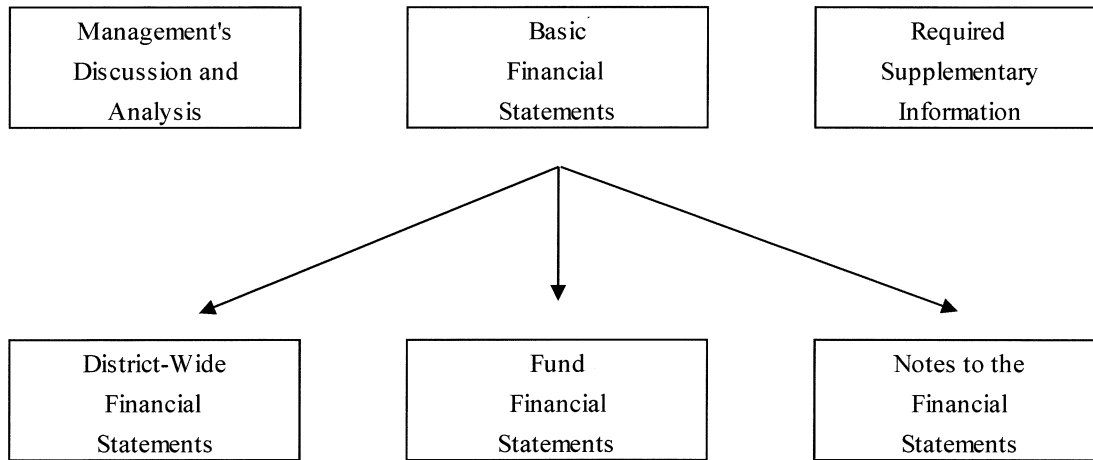 Management's
Discussion and
Analysis
Basic
Financial
Statements
Required
Supplementary
Information
District-Wide
Financial
Statements
Fund
Financial
Statements
Notes to the
Financial
Statements